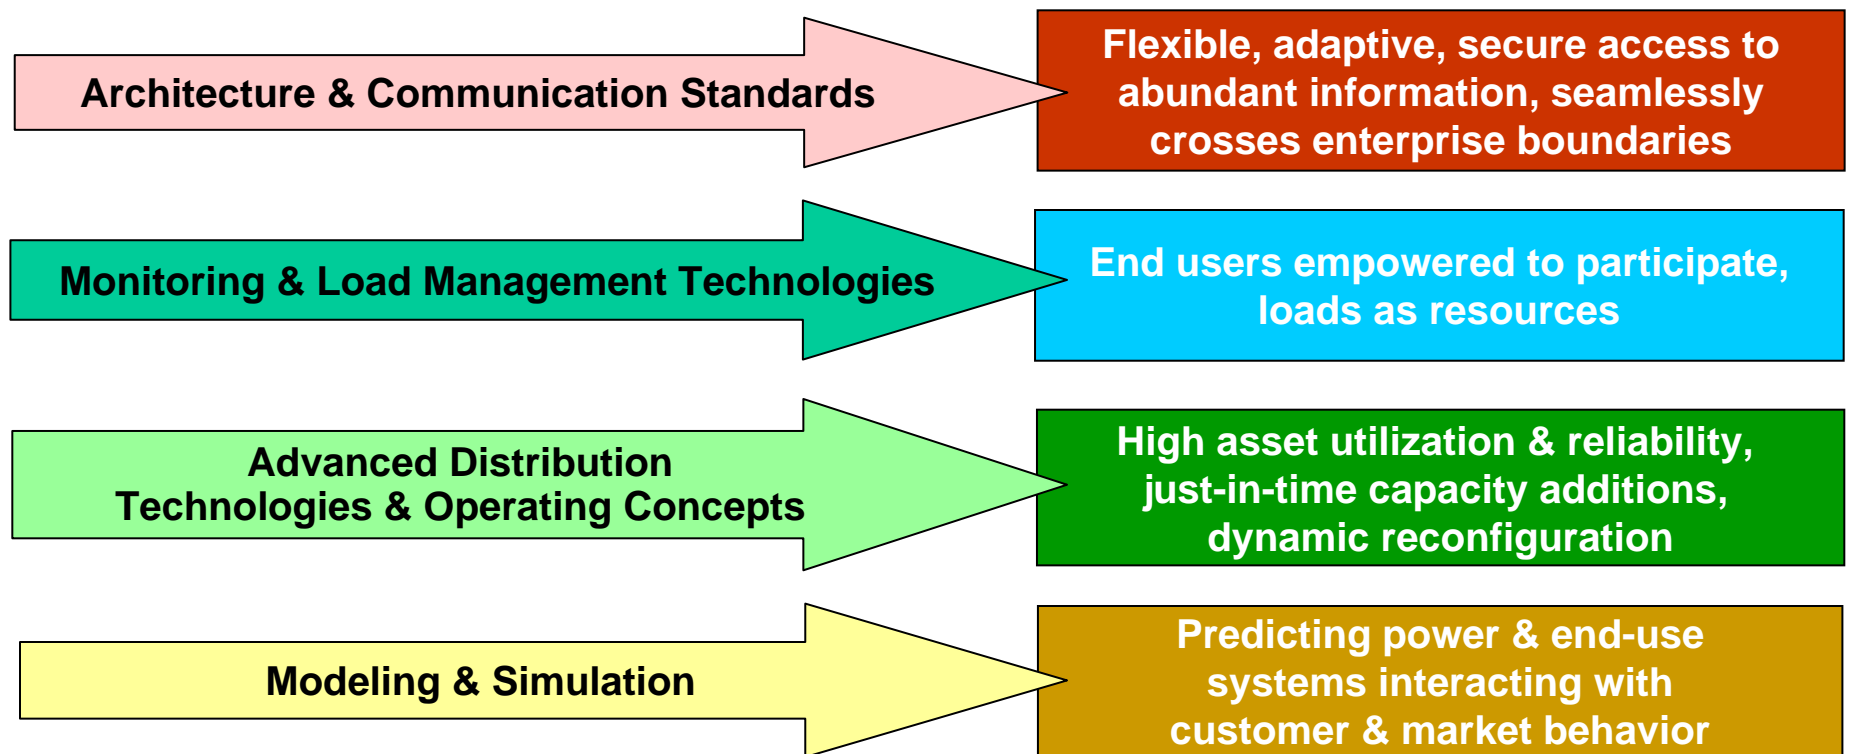 Architecture & Communication Standards
Flexible, adaptive, secure access to
abundant information, seamlessly
crosses enterprise boundaries
Monitoring & Load Management Technologies
End users empowered to participate,
loads as resources
Advanced Distribution
Technologies & Operating Concepts
High asset utilization & reliability,
just-in-time capacity additions,
dynamic reconfiguration
Modeling & Simulation
Predicting power & end-use
systems interacting with
customer & market behavior